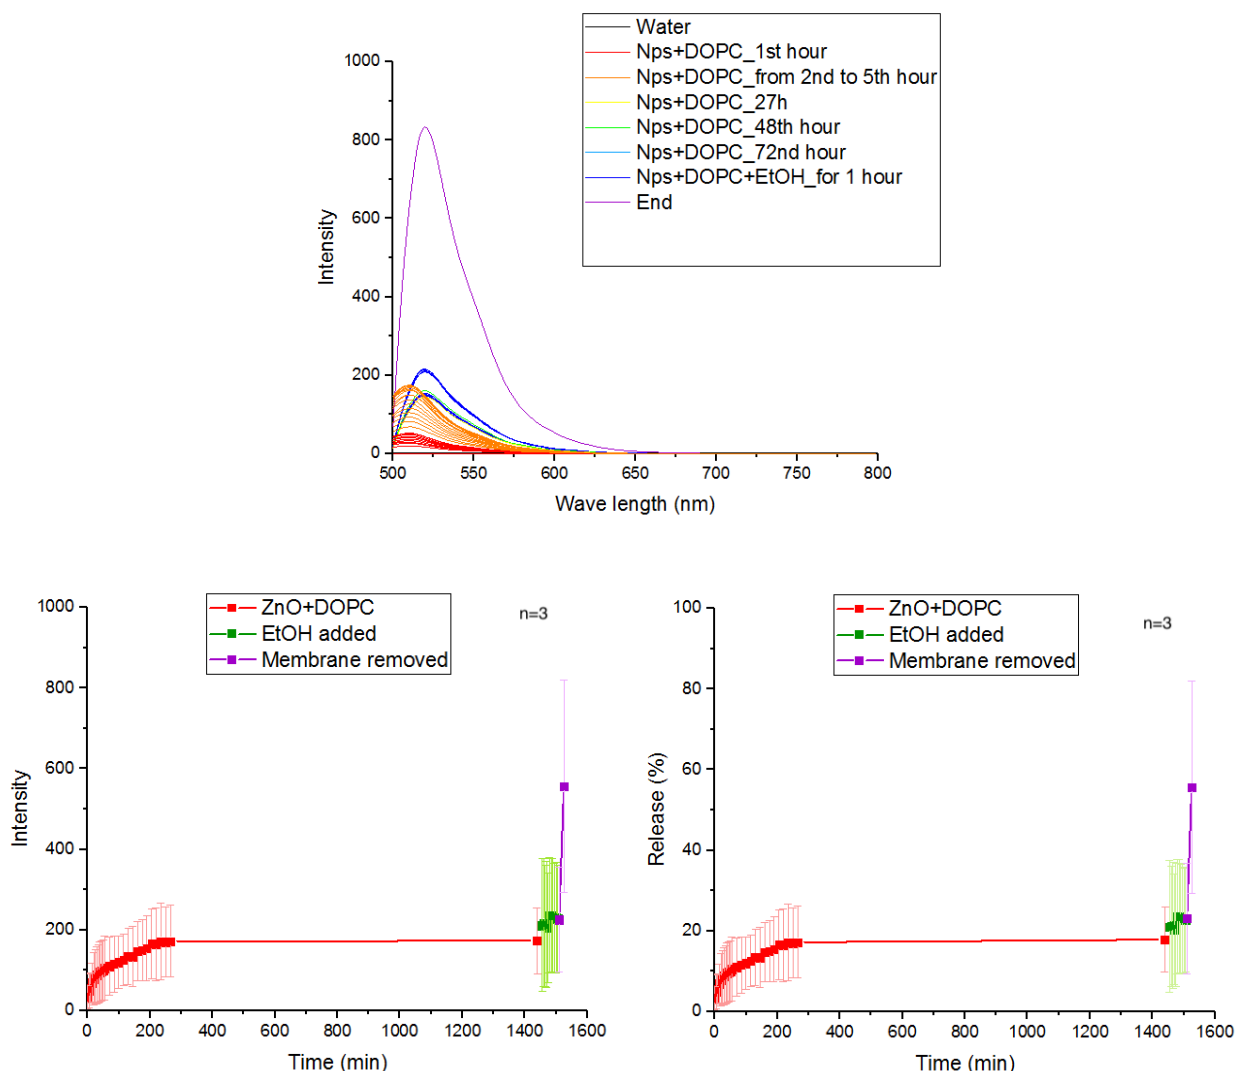 Water
Nps+DOPC_1st hour
Nps+DOPC_from 2nd to 5th hour
Nps+DOPC_27h
Nps+DOPC_48th hour
Nps+DOPC_72nd hour
Nps+DOPC+EtOH_for 1 hour
End
1000
800
600
400
200
0
Intensity
500 550 600 650 700 750 800
Wave length (nm)
ZnO+DOPC
EtOH added
Membrane removed
n=3
1000
800
600
400
200
0
Intensity
0 200 400 600 800 1000 1200 1400 1600
Time (min)
ZnO+DOPC
EtOH added
Membrane removed
n=3
100
80
60
40
20
0
Release (%)
0 200 400 600 800 1000 1200 1400 1600
Time (min)